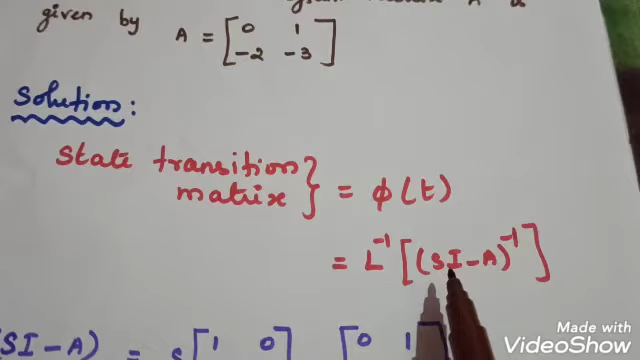 given by A = [ 0 1
-2 -3 ]
Solution:
State transition
matrix } = φ(t)
= L⁻¹ [(SI-A)⁻¹]
(SI-A) = S [ 1 0 ] [ 0 1
Made with
VideoShow